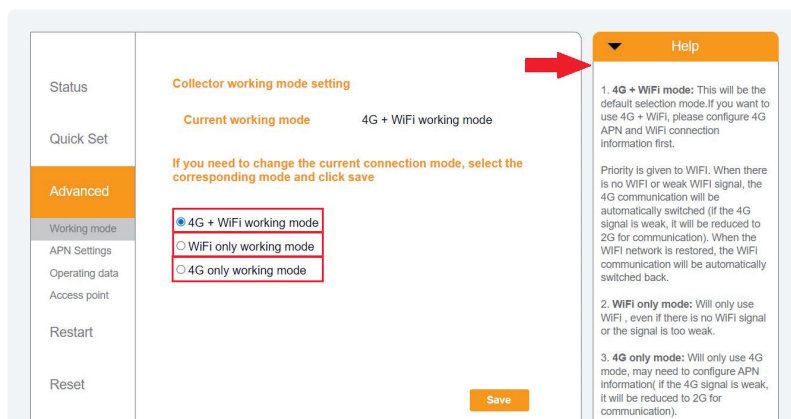 Status
Quick Set
Advanced
Working mode
APN Settings
Operating data
Access point
Restart
Reset
Collector working mode setting
Current working mode 4G + WiFi working mode
If you need to change the current connection mode, select the
corresponding mode and click save
4G + WiFi working mode
WiFi only working mode
4G only working mode
Save
Help
1. 4G + WiFi mode: This will be the
default selection mode.If you want to
use 4G + WiFi, please configure 4G
APN and WiFi connection
information first.
Priority is given to WIFI. When there
is no WIFI or weak WIFI signal, the
4G communication will be
automatically switched (if the 4G
signal is weak, it will be reduced to
2G for communication). When the
WIFI network is restored, the WiFi
communication will be automatically
switched back.
2. WiFi only mode: Will only use
WiFi , even if there is no WiFi signal
or the signal is too weak.
3. 4G only mode: Will only use 4G
mode, may need to configure APN
information( if the 4G signal is weak,
it will be reduced to 2G for
communication).